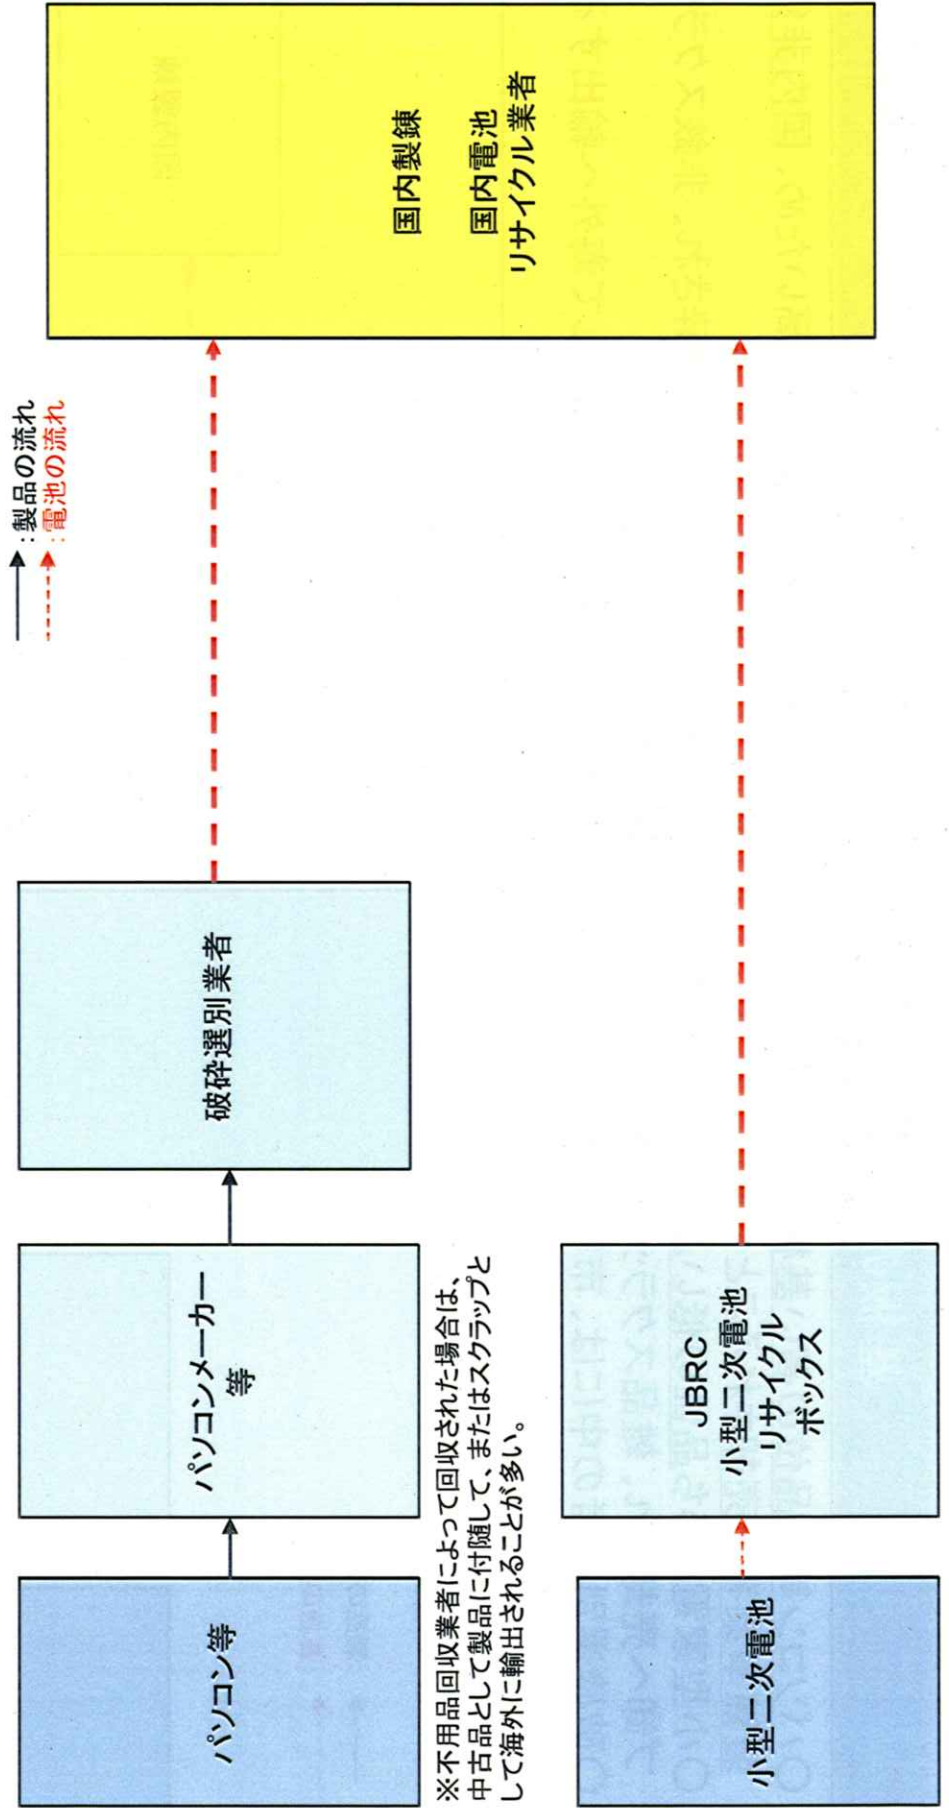 →:製品の流れ
→:電池の流れ
パソコン等
パソコンメーカー
等
破砕選別業者
国内製錬
国内電池
リサイクル業者
※不用品回収業者によって回収された場合は、
中古品として製品に付随して、またはスクラップと
して海外に輸出されることが多い。
小型二次電池
JBRC
小型二次電池
リサイクル
ボックス